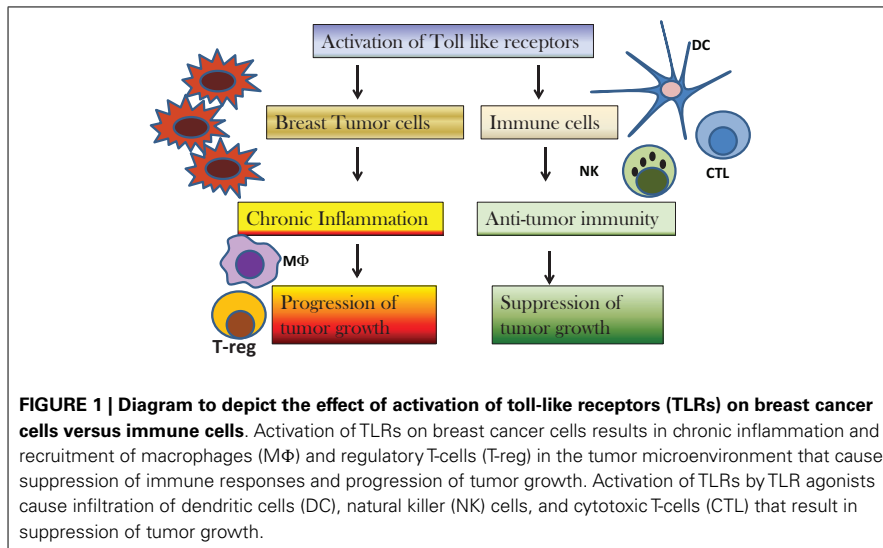 Activation of Toll like receptors
DC
Breast Tumor cells
Immune cells
CTL
NK
Chronic Inflammation
Anti-tumor immunity
MΦ
Progression of
tumor growth
Suppression of
tumor growth
T-reg
FIGURE 1 | Diagram to depict the effect of activation of toll-like receptors (TLRs) on breast cancer
cells versus immune cells. Activation of TLRs on breast cancer cells results in chronic inflammation and
recruitment of macrophages (MΦ) and regulatory T-cells (T-reg) in the tumor microenvironment that cause
suppression of immune responses and progression of tumor growth. Activation of TLRs by TLR agonists
cause infiltration of dendritic cells (DC), natural killer (NK) cells, and cytotoxic T-cells (CTL) that result in
suppression of tumor growth.